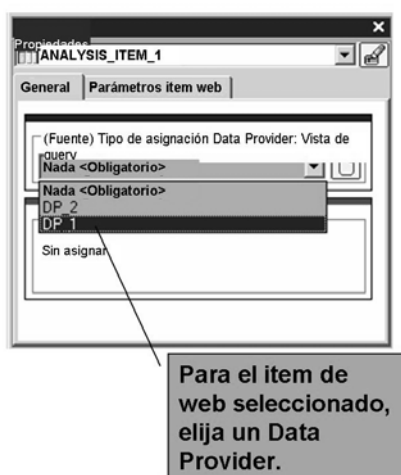 Propiedades
ANALYSIS_ITEM_1
General Parámetros item web
(Fuente) Tipo de asignación Data Provider: Vista de
query
Nada <Obligatorio>
Nada <Obligatorio>
DP_2
DP_1
Sin asignar
Para el item de
web seleccionado,
elija un Data
Provider.